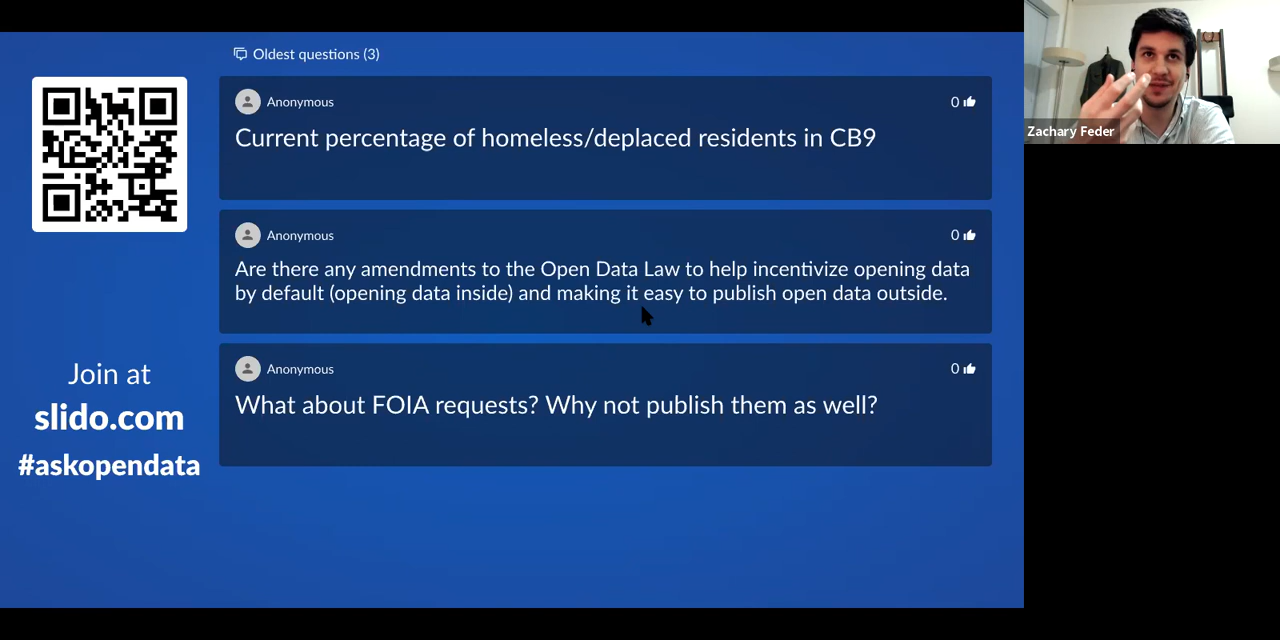 Oldest questions (3)
Anonymous
0
Current percentage of homeless/deplaced residents in CB9
Anonymous
0
Are there any amendments to the Open Data Law to help incentivize opening data
by default (opening data inside) and making it easy to publish open data outside.
Anonymous
0
What about FOIA requests? Why not publish them as well?
Join at
slido.com
#askopendata
Zachary Feder